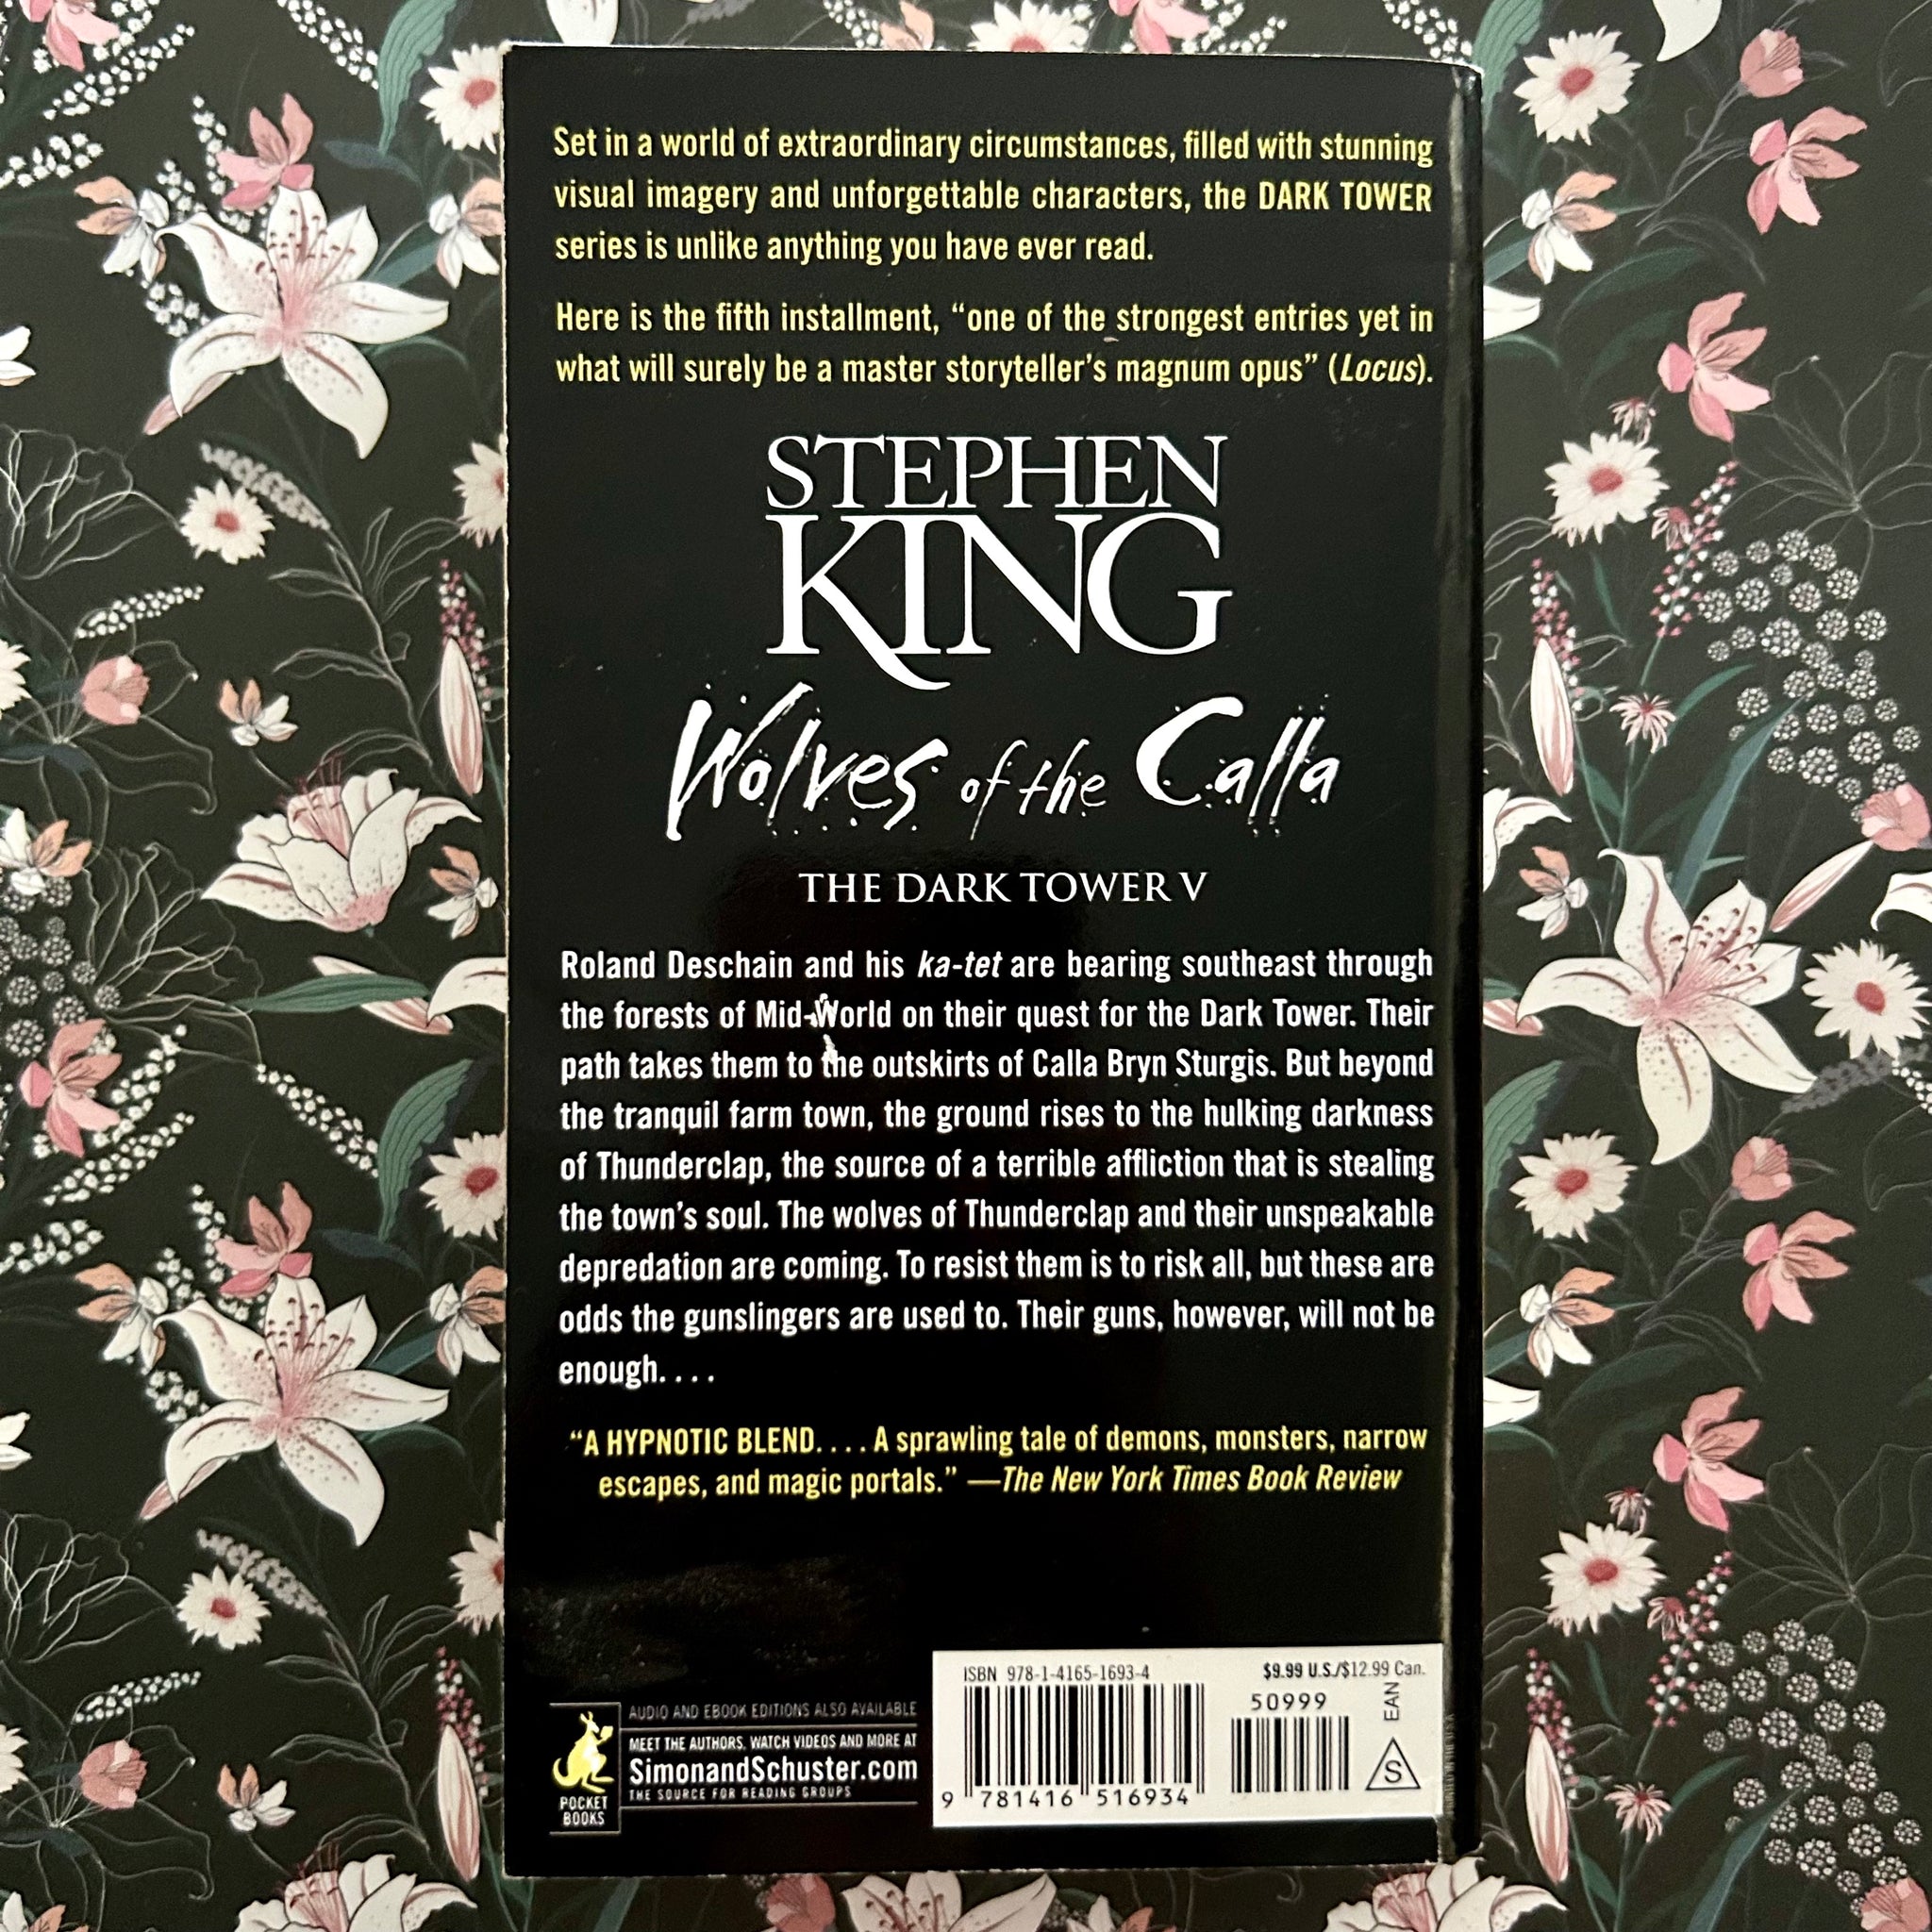 Set in a world of extraordinary circumstances, filled with stunning
visual imagery and unforgettable characters, the DARK TOWER
series is unlike anything you have ever read.
Here is the fifth installment, “one of the strongest entries yet in
what will surely be a master storyteller’s magnum opus” (Locus).
STEPHEN
KING
Wolves of the Calla
THE DARK TOWER V
Roland Deschain and his ka-tet are bearing southeast through
the forests of Mid-World on their quest for the Dark Tower. Their
path takes them to the outskirts of Calla Bryn Sturgis. But beyond
the tranquil farm town, the ground rises to the hulking darkness
of Thunderclap, the source of a terrible affliction that is stealing
the town’s soul. The wolves of Thunderclap and their unspeakable
depredation are coming. To resist them is to risk all, but these are
odds the gunslingers are used to. Their guns, however, will not be
enough. . . .
“A HYPNOTIC BLEND. . . . A sprawling tale of demons, monsters, narrow
escapes, and magic portals.” —The New York Times Book Review
POCKET
BOOKS
AUDIO AND EBOOK EDITIONS ALSO AVAILABLE
MEET THE AUTHORS, WATCH VIDEOS AND MORE AT
SimonandSchuster.com
THE SOURCE FOR READING GROUPS
ISBN 978-1-4165-1693-4
$9.99 U.S./$12.99 Can.
50999
EAN
S
9 781416 516934